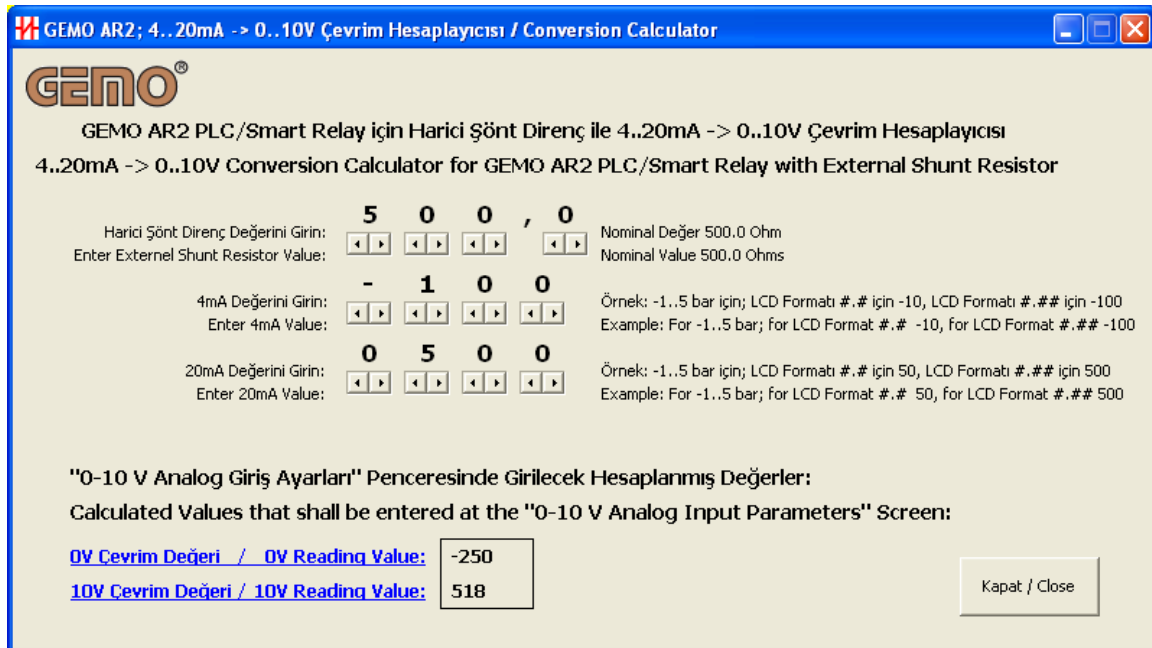 GEMO AR2; 4..20mA -> 0..10V Çevrim Hesaplayıcısı / Conversion Calculator
GEMO®
GEMO AR2 PLC/Smart Relay için Harici Şönt Direnç ile 4..20mA -> 0..10V Çevrim Hesaplayıcısı
4..20mA -> 0..10V Conversion Calculator for GEMO AR2 PLC/Smart Relay with External Shunt Resistor
Harici Şönt Direnç Değerini Girin:
Enter Externel Shunt Resistor Value:
5 0 0 , 0
Nominal Değer 500.0 Ohm
Nominal Value 500.0 Ohms
4mA Değerini Girin:
Enter 4mA Value:
- 1 0 0
Örnek: -1..5 bar için; LCD Formatı #.# için -10, LCD Formatı #.## için -100
Example: For -1..5 bar; for LCD Format #.# -10, for LCD Format #.## -100
20mA Değerini Girin:
Enter 20mA Value:
0 5 0 0
Örnek: -1..5 bar için; LCD Formatı #.# için 50, LCD Formatı #.## için 500
Example: For -1..5 bar; for LCD Format #.# 50, for LCD Format #.## 500
"0-10 V Analog Giriş Ayarları" Penceresinde Girilecek Hesaplanmış Değerler:
Calculated Values that shall be entered at the "0-10 V Analog Input Parameters" Screen:
0V Çevrim Değeri / 0V Reading Value: -250
10V Çevrim Değeri / 10V Reading Value: 518
Kapat / Close